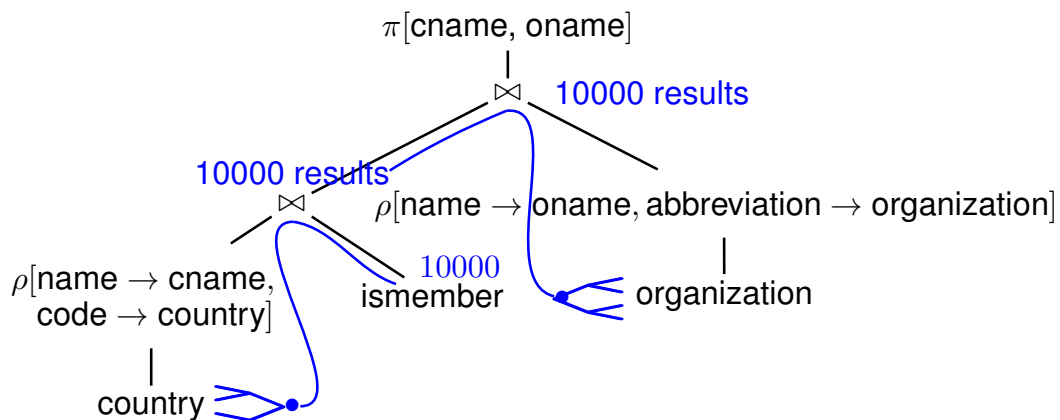 π[cname, oname]
⋈ 10000 results
10000 results
⋈
ρ[name → oname, abbreviation → organization]
10000
ρ[name → cname,
code → country]
ismember
organization
country